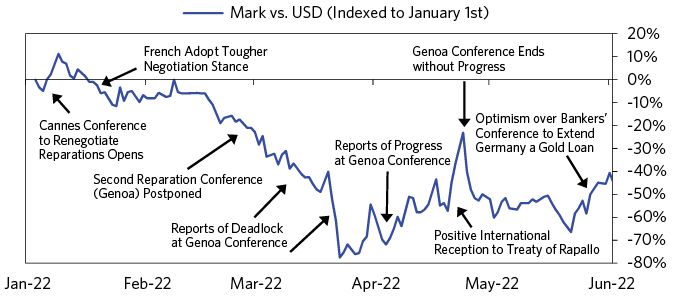 Mark vs. USD (Indexed to January 1st)
20%
10%
0%
-10%
-20%
-30%
-40%
-50%
-60%
-70%
-80%
French Adopt Tougher
Negotiation Stance
Genoa Conference Ends
without Progress
Cannes Conference
to Renegotiate
Reparations Opens
Optimism over Bankers'
Conference to Extend
Germany a Gold Loan
Reports of Progress
at Genoa Conference
Second Reparation Conference
(Genoa) Postponed
Reports of Deadlock
at Genoa Conference
Positive International
Reception to Treaty of Rapallo
Jan-22
Feb-22
Mar-22
Apr-22
May-22
Jun-22